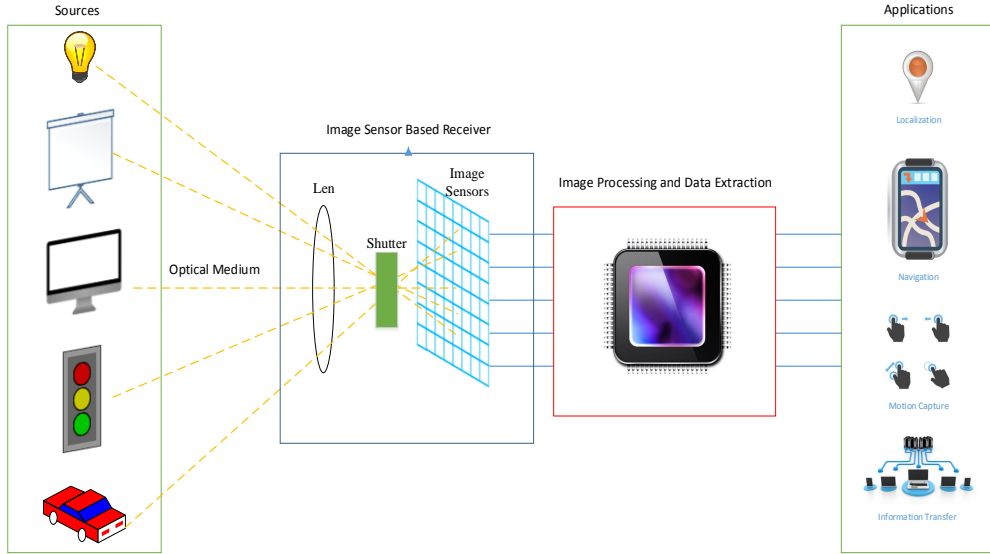 Sources
Applications
Image Sensor Based Receiver
Len
Image
Sensors
Shutter
Optical Medium
Image Processing and Data Extraction
Localization
Navigation
Motion Capture
Information Transfer